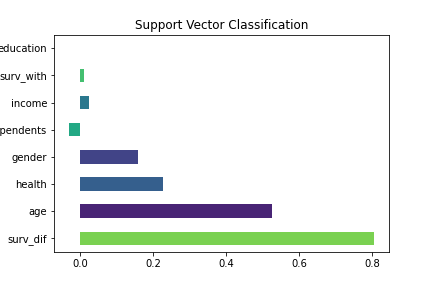 Support Vector Classification
education
surv_with
income
pendents
gender
health
age
surv_dif
0.0 0.2 0.4 0.6 0.8